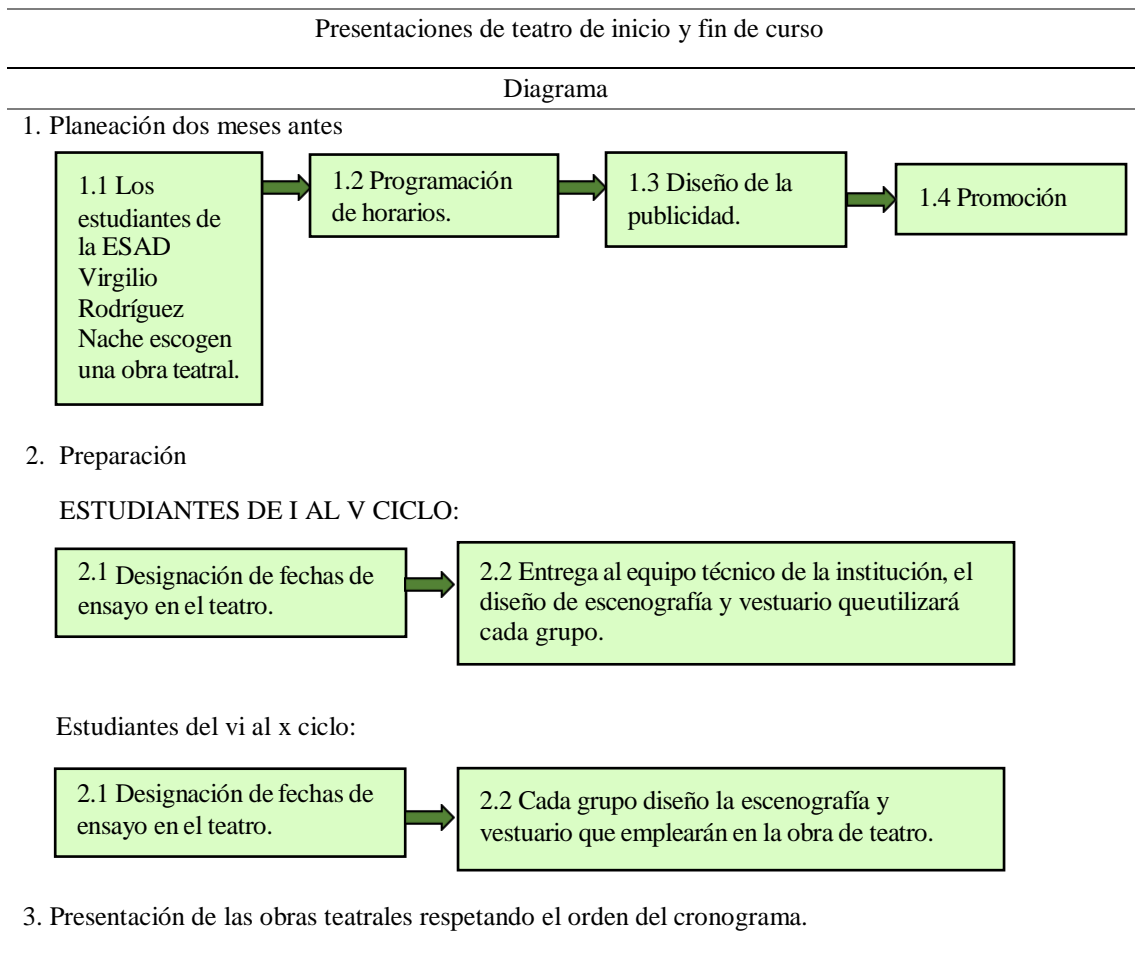 Presentaciones de teatro de inicio y fin de curso
Diagrama
1. Planeación dos meses antes
1.1 Los
estudiantes de
la ESAD
Virgilio
Rodríguez
Nache escogen
una obra teatral.
1.2 Programación
de horarios.
1.3 Diseño de la
publicidad.
1.4 Promoción
2. Preparación
ESTUDIANTES DE I AL V CICLO:
2.1 Designación de fechas de
ensayo en el teatro.
2.2 Entrega al equipo técnico de la institución, el
diseño de escenografía y vestuario queutilizará
cada grupo.
Estudiantes del vi al x ciclo:
2.1 Designación de fechas de
ensayo en el teatro.
2.2 Cada grupo diseño la escenografía y
vestuario que emplearán en la obra de teatro.
3. Presentación de las obras teatrales respetando el orden del cronograma.